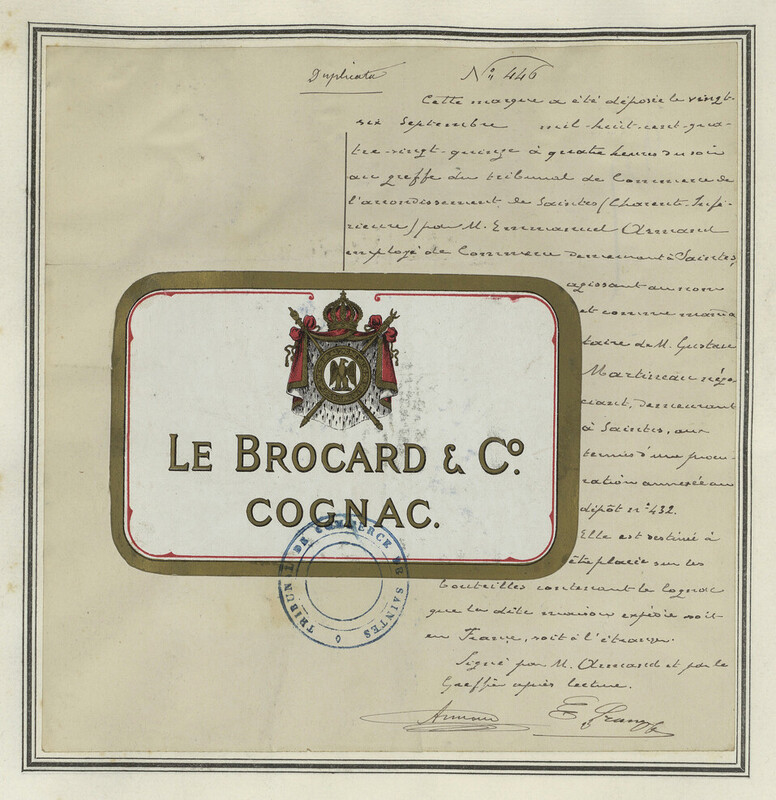 Duplicata
N° 446
Cette marque a été déposée le vingt-
six Septembre mil-huit-cent-qua-
tre-vingt-quinze à quatre heures du soir
au greffe du tribunal de Commerce de
l'arrondissement de Saintes (Charente-Infé-
rieure) par M. Emmanuel Armand
employé de Commerce demeurant à Saintes,
agissant au nom
et comme manda
taire de M. Gustave
Martineau négo
ciant, demeurant
à Saintes, aux
termes d'une procu-
ration annexée au
dépôt n° 432.
Elle est destinée à
être placée sur les
bouteilles contenant le cognac
que la dite maison expédie soit
en France, soit à l'étranger.
Signé par M. Armand et par le
Greffier après lecture.
LE BROCARD & Cº.
COGNAC.
TRIBUNAL DE COMMERCE DE SAINTES